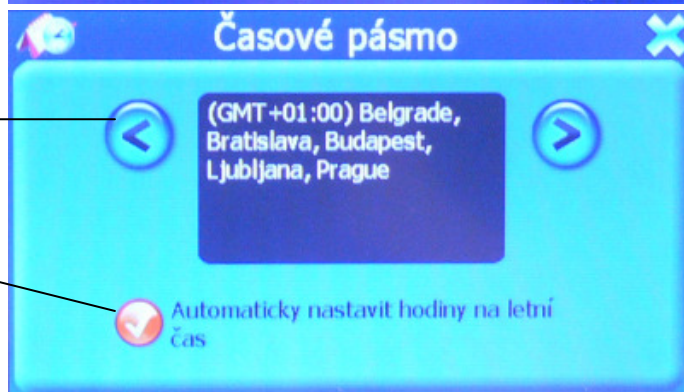 Časové pásmo
(GMT+01:00) Belgrade,
Bratislava, Budapest,
Ljubljana, Prague
Automaticky nastavit hodiny na letní
čas